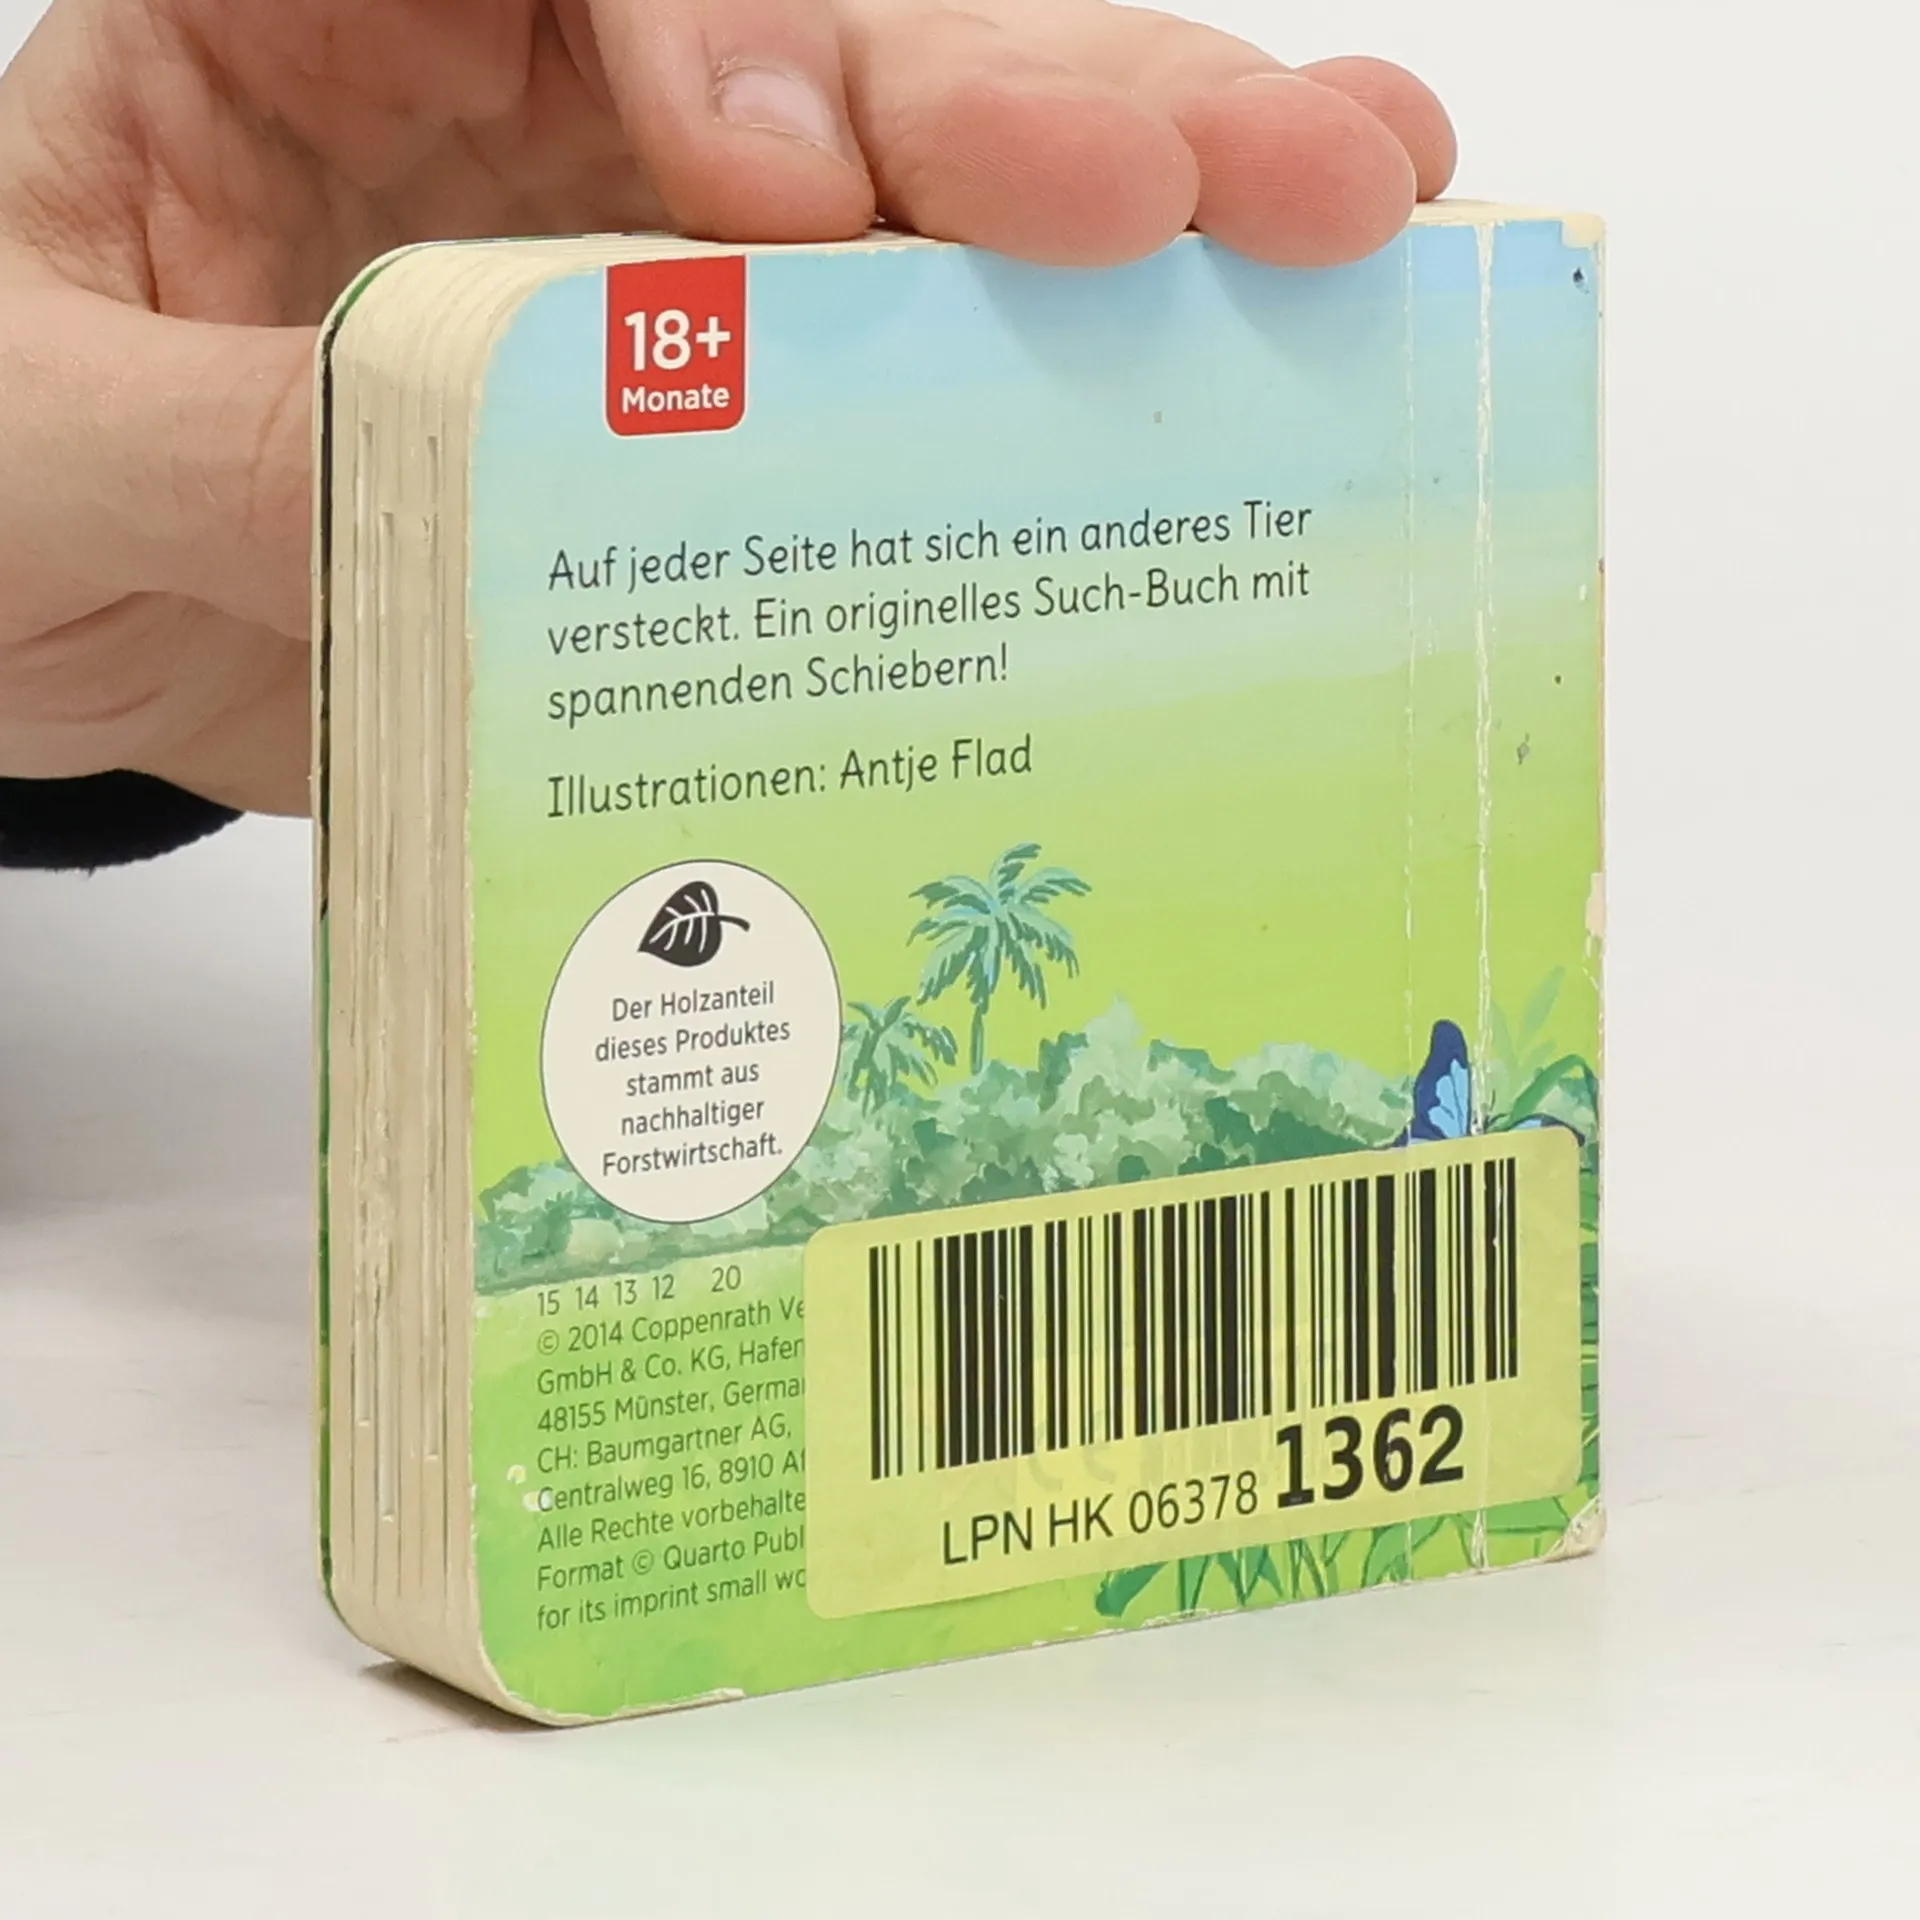 18+
Monate
Auf jeder Seite hat sich ein anderes Tier
versteckt. Ein originelles Such-Buch mit
spannenden Schiebern!
Illustrationen: Antje Flad
Der Holzanteil
dieses Produktes
stammt aus
nachhaltiger
Forstwirtschaft.
15 14 13 12 20
© 2014 Coppenrath
GmbH & Co. KG,
48155 Münster,
CH: Baumgartner AG,
Centralweg 16, 8910
Alle Rechte
Format © Quarto
for its imprint small
LPN HK 06378 1362